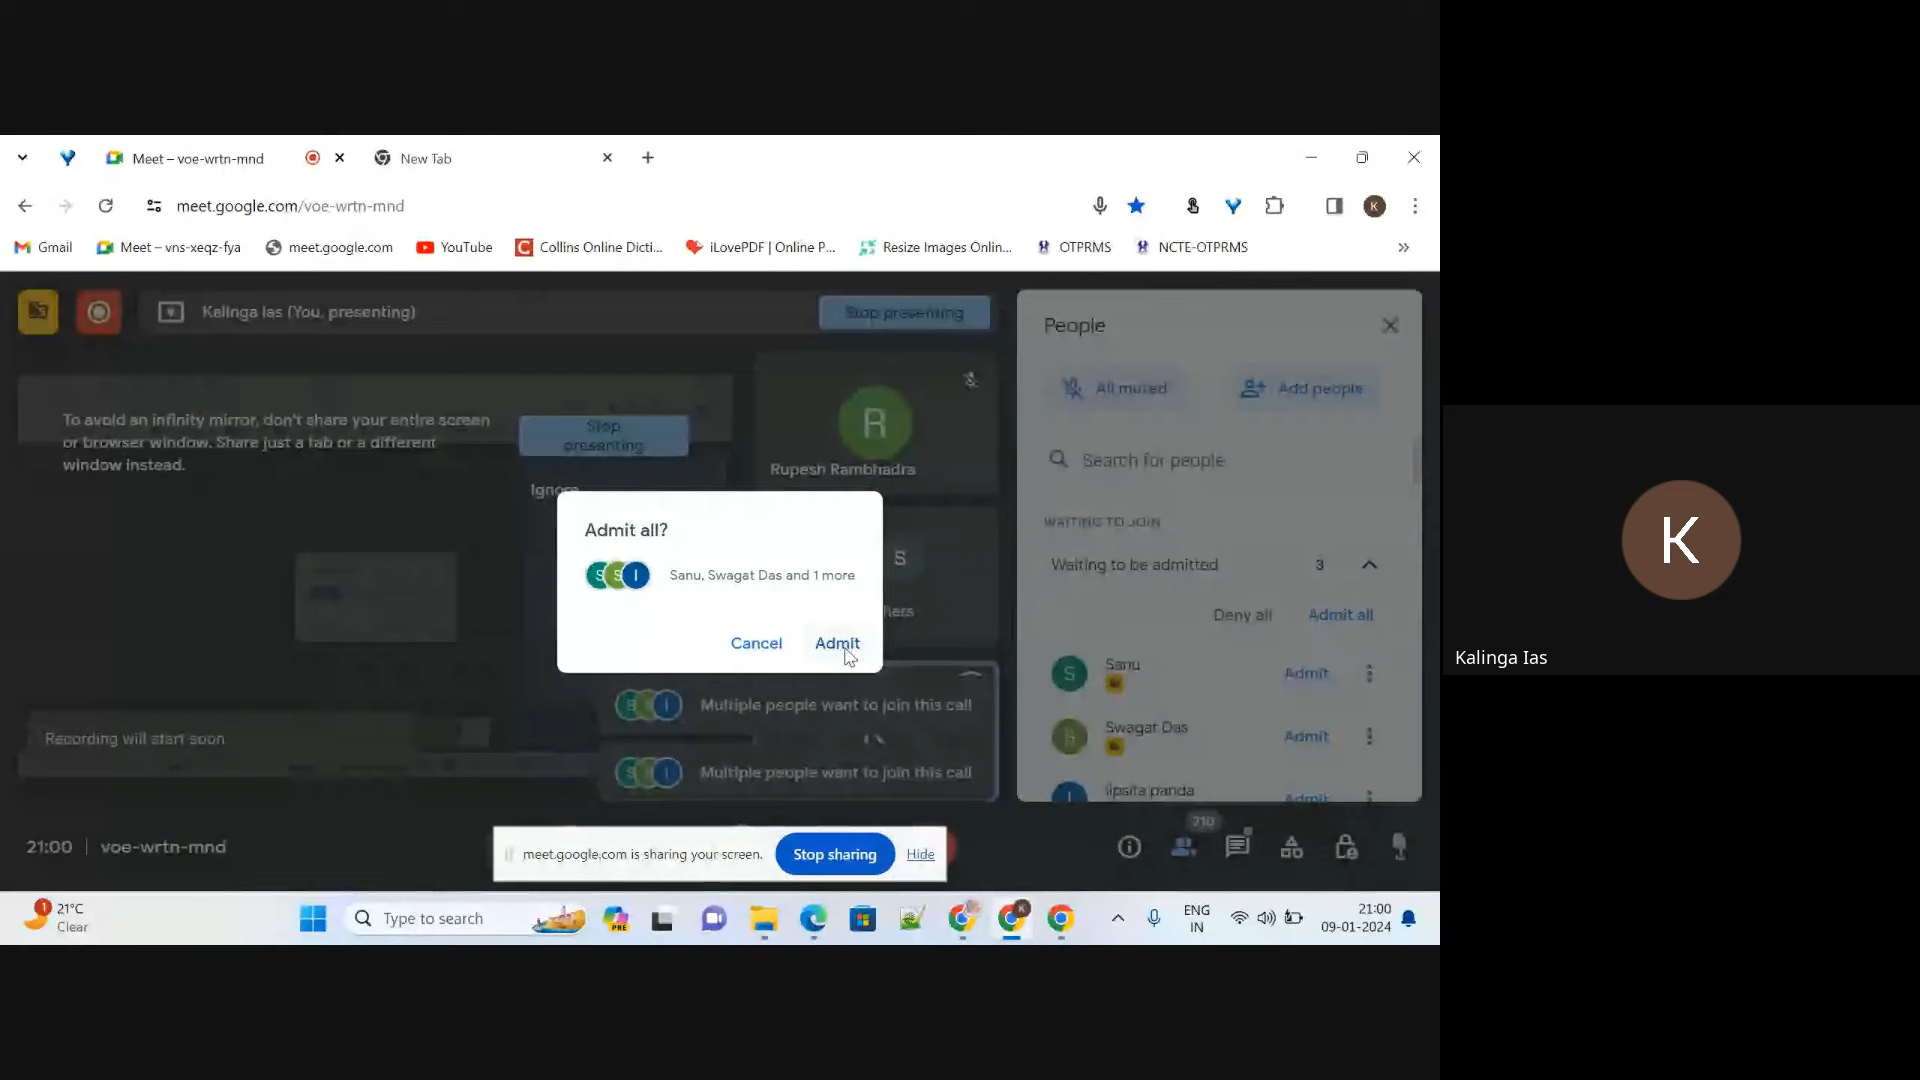 Meet – voe-wrtn-mnd
New Tab
meet.google.com/voe-wrtn-mnd
K
Gmail
Meet – vns-xeqz-fya
meet.google.com
YouTube
Collins Online Dicti...
iLovePDF | Online P...
Resize Images Onlin...
OTPRMS
NCTE-OTPRMS
Kalinga Ias (You, presenting)
Stop presenting
People
To avoid an infinity mirror, don't share your entire screen
or browser window. Share just a tab or a different
window instead.
Stop
presenting
Ignore
R
Rupesh Rambhadra
All muted
Add people
Search for people
WAITING TO JOIN
Waiting to be admitted
3
Deny all
Admit all
S
Sanu
Admit
S
Swagat Das
Admit
I
lipsita panda
Admit
Admit all?
S S I
Sanu, Swagat Das and 1 more
Cancel
Admit
S
hers
Multiple people want to join this call
Multiple people want to join this call
Recording will start soon
21:00 | voe-wrtn-mnd
meet.google.com is sharing your screen.
Stop sharing
Hide
210
1
21°C
Clear
Type to search
PRE
K
ENG
IN
21:00
09-01-2024
K
Kalinga Ias